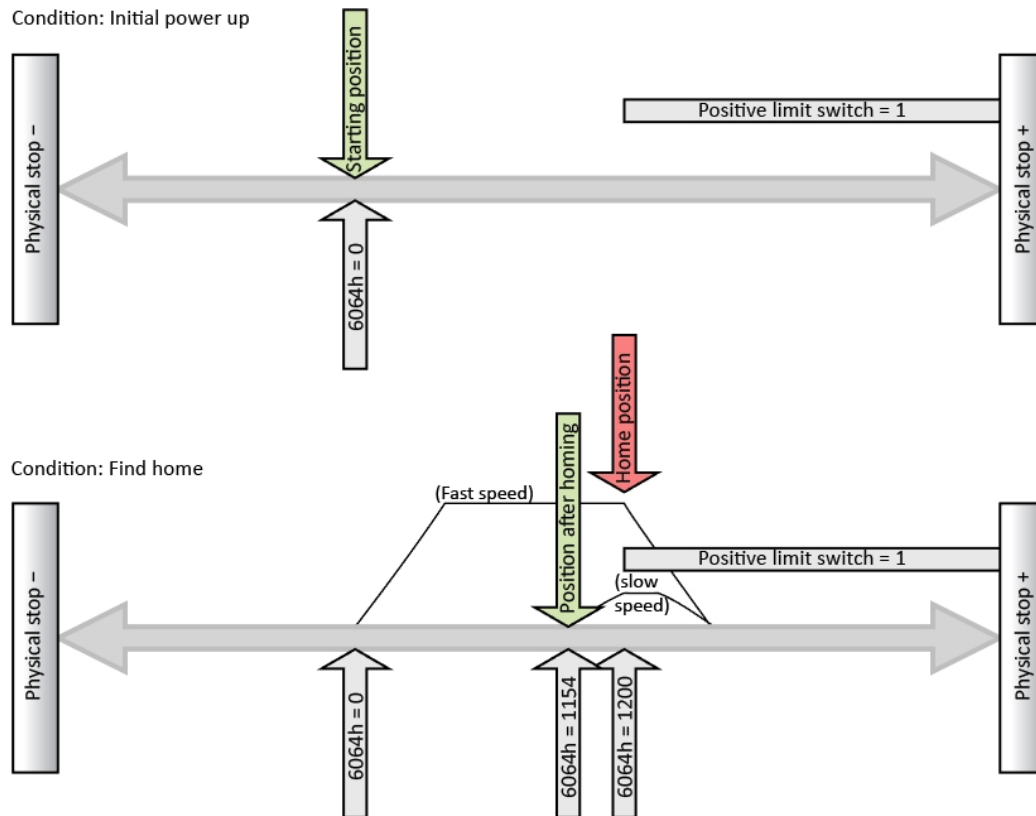 Condition: Initial power up
Starting position
Positive limit switch = 1
Physical stop –
Physical stop +
6064h = 0
Home position
Position after homing
Condition: Find home
(Fast speed)
Positive limit switch = 1
(slow
speed)
Physical stop –
Physical stop +
6064h = 0
6064h = 1154
6064h = 1200